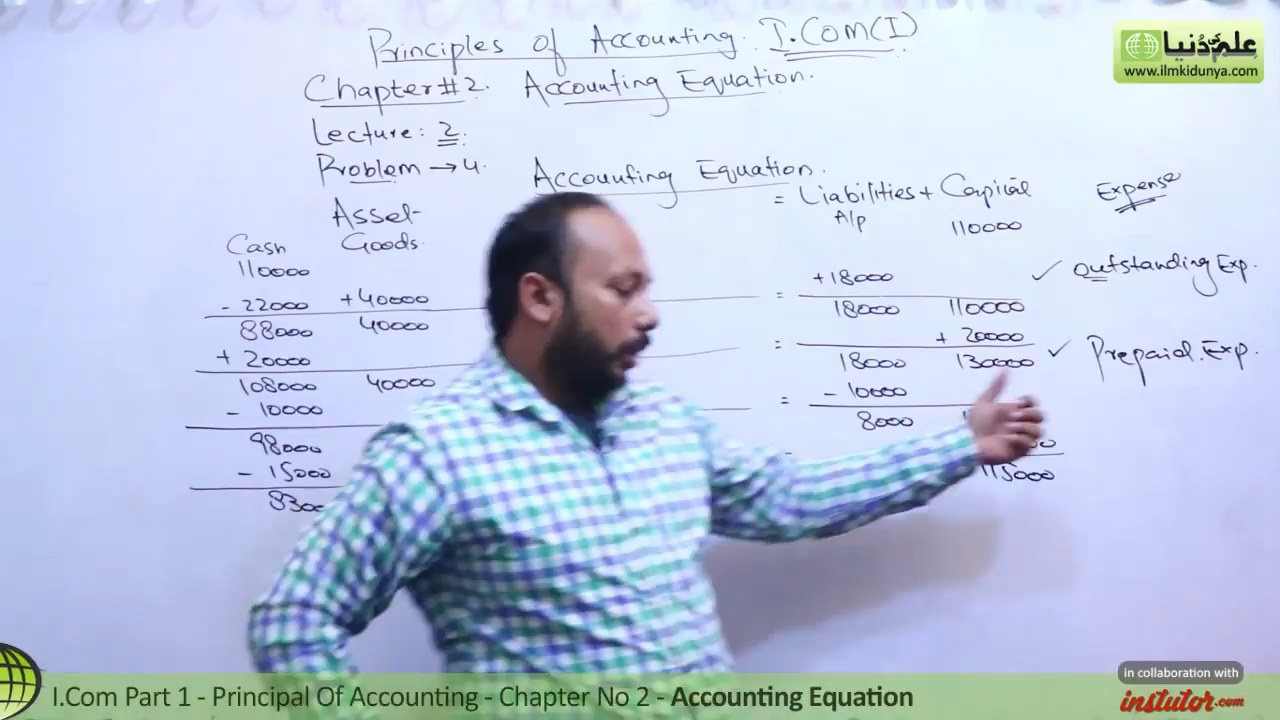 Principles of Accounting. I.COM(I)
Chapter#2. Accounting Equation.
Lecture: 2.
Problem → 4. Accounting Equation.
Asset = Liabilities + Capital Expense
Cash Goods. A/p
110000 110000
+18000 ✓ Outstanding Exp.
- 22000 +40000 =
88000 40000 18000 110000
+ 20000 = + 20000
108000 40000 18000 130000 ✓ Prepaid. Exp.
- 10000 = - 10000
98000 8000
- 15000
115000
علم کی دنیا
www.ilmkidunya.com
I.Com Part 1 - Principal Of Accounting - Chapter No 2 - Accounting Equation
in collaboration with
instutor.com